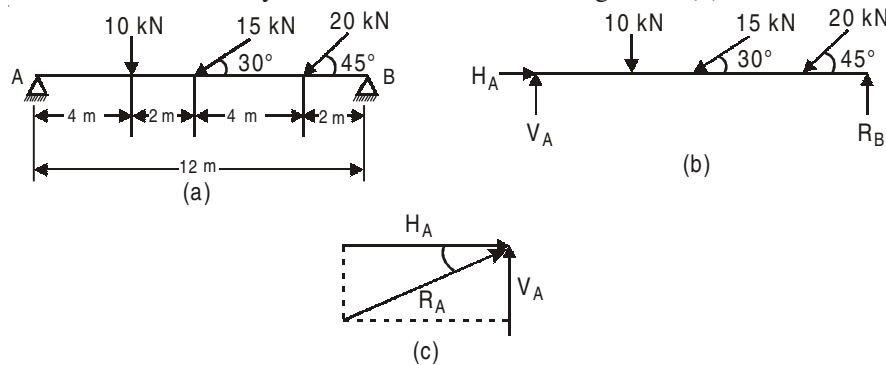 10 kN 15 kN 20 kN
A 30° 45° B
4 m 2 m 4 m 2 m
12 m
(a)
10 kN 15 kN 20 kN
H_A 30° 45°
V_A R_B
(b)
H_A
R_A V_A
(c)